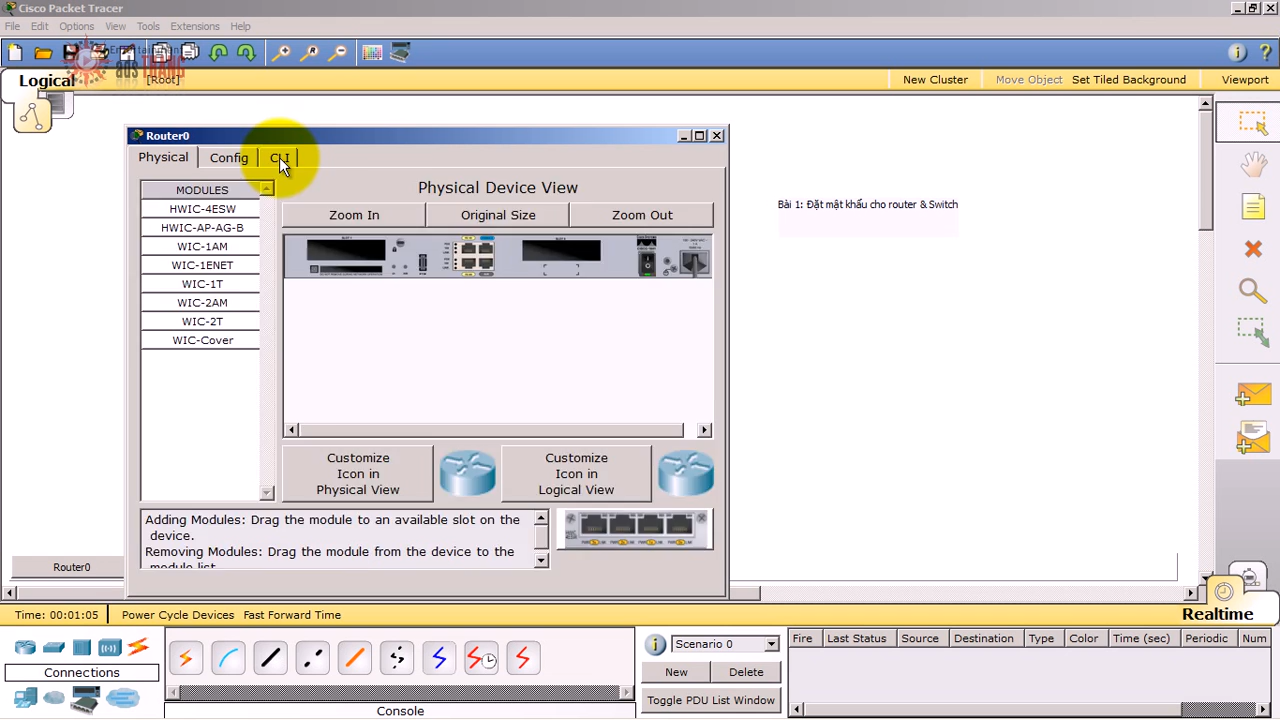 Cisco Packet Tracer
File Edit Options View Tools Extensions Help
Logical
[Root]
New Cluster
Move Object
Set Tiled Background
Viewport
Router0
Physical
Config
CLI
MODULES
HWIC-4ESW
HWIC-AP-AG-B
WIC-1AM
WIC-1ENET
WIC-1T
WIC-2AM
WIC-2T
WIC-Cover
Physical Device View
Zoom In
Original Size
Zoom Out
Customize
Icon in
Physical View
Customize
Icon in
Logical View
Adding Modules: Drag the module to an available slot on the
device.
Removing Modules: Drag the module from the device to the
module list.
Bài 1: Đặt mật khẩu cho router & Switch
Router0
Time: 00:01:05
Power Cycle Devices
Fast Forward Time
Realtime
Connections
Console
Scenario 0
New
Delete
Toggle PDU List Window
Fire
Last Status
Source
Destination
Type
Color
Time (sec)
Periodic
Num